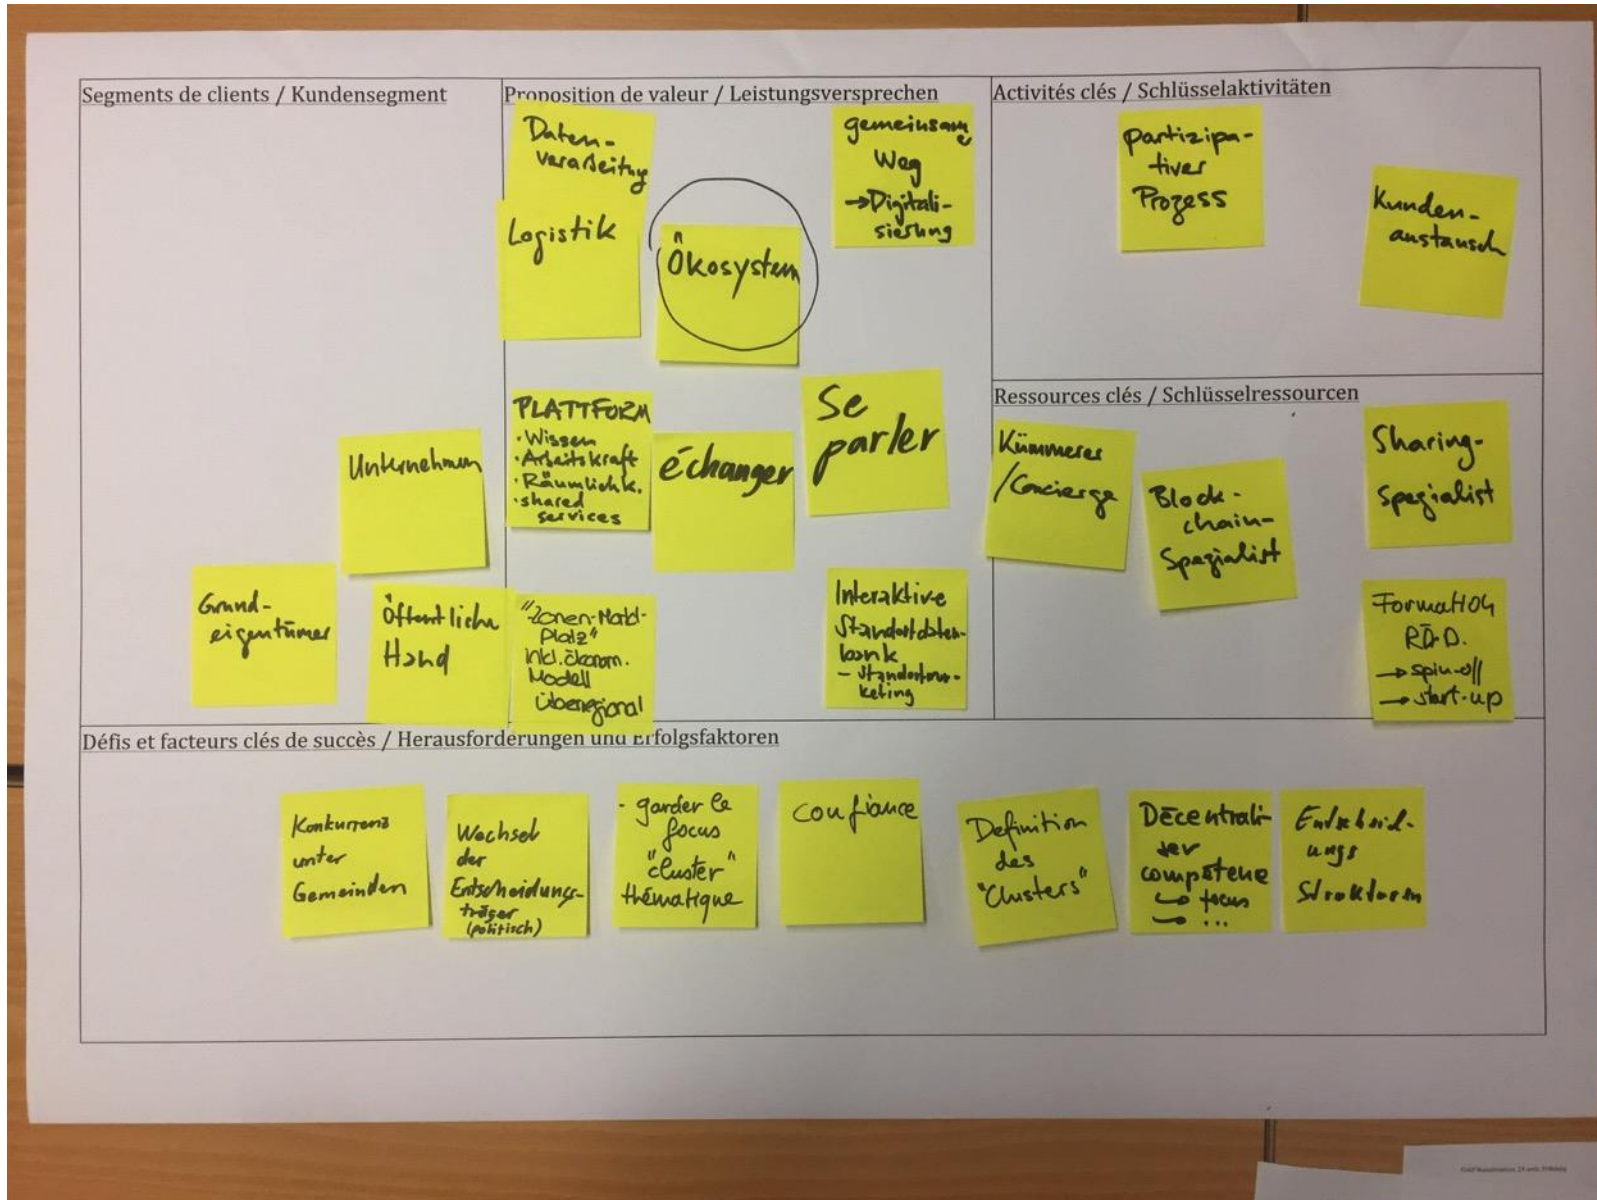 Segments de clients / Kundensegment
Unternehmen
Grund-
eigentümer
Öffentliche
Hand
Proposition de valeur / Leistungsversprechen
Daten-
verarbeitung
Logistik
Ökosystem
gemeinsame
Weg
→Digitali-
sierung
PLATTFORM
· Wissen
· Arbeitskraft
· Räumlichk.
· shared
services
échanger
Se
parler
"Zonen-Markt-
Platz"
inkl. ökonom.
Modell
überregional
Interaktive
Standortdaten-
bank
- Standortmar-
keting
Activités clés / Schlüsselaktivitäten
partizipa-
tiver
Prozess
Kunden-
austausch
Ressources clés / Schlüsselressourcen
Kümmerer
/Concierge
Block-
chain-
Spezialist
Sharing-
Spezialist
Formation
R&D.
→ spin-off
→ start-up
Défis et facteurs clés de succès / Herausforderungen und Erfolgsfaktoren
Konkurrenz
unter
Gemeinden
Wechsel
der
Entscheidungs-
träger
(politisch)
- garder le
focus
"cluster"
thématique
confiance
Definition
des
"Clusters"
Décentrali-
ser
compétence
↪ focus
↪ ...
Entscheid-
ungs
Strukturen